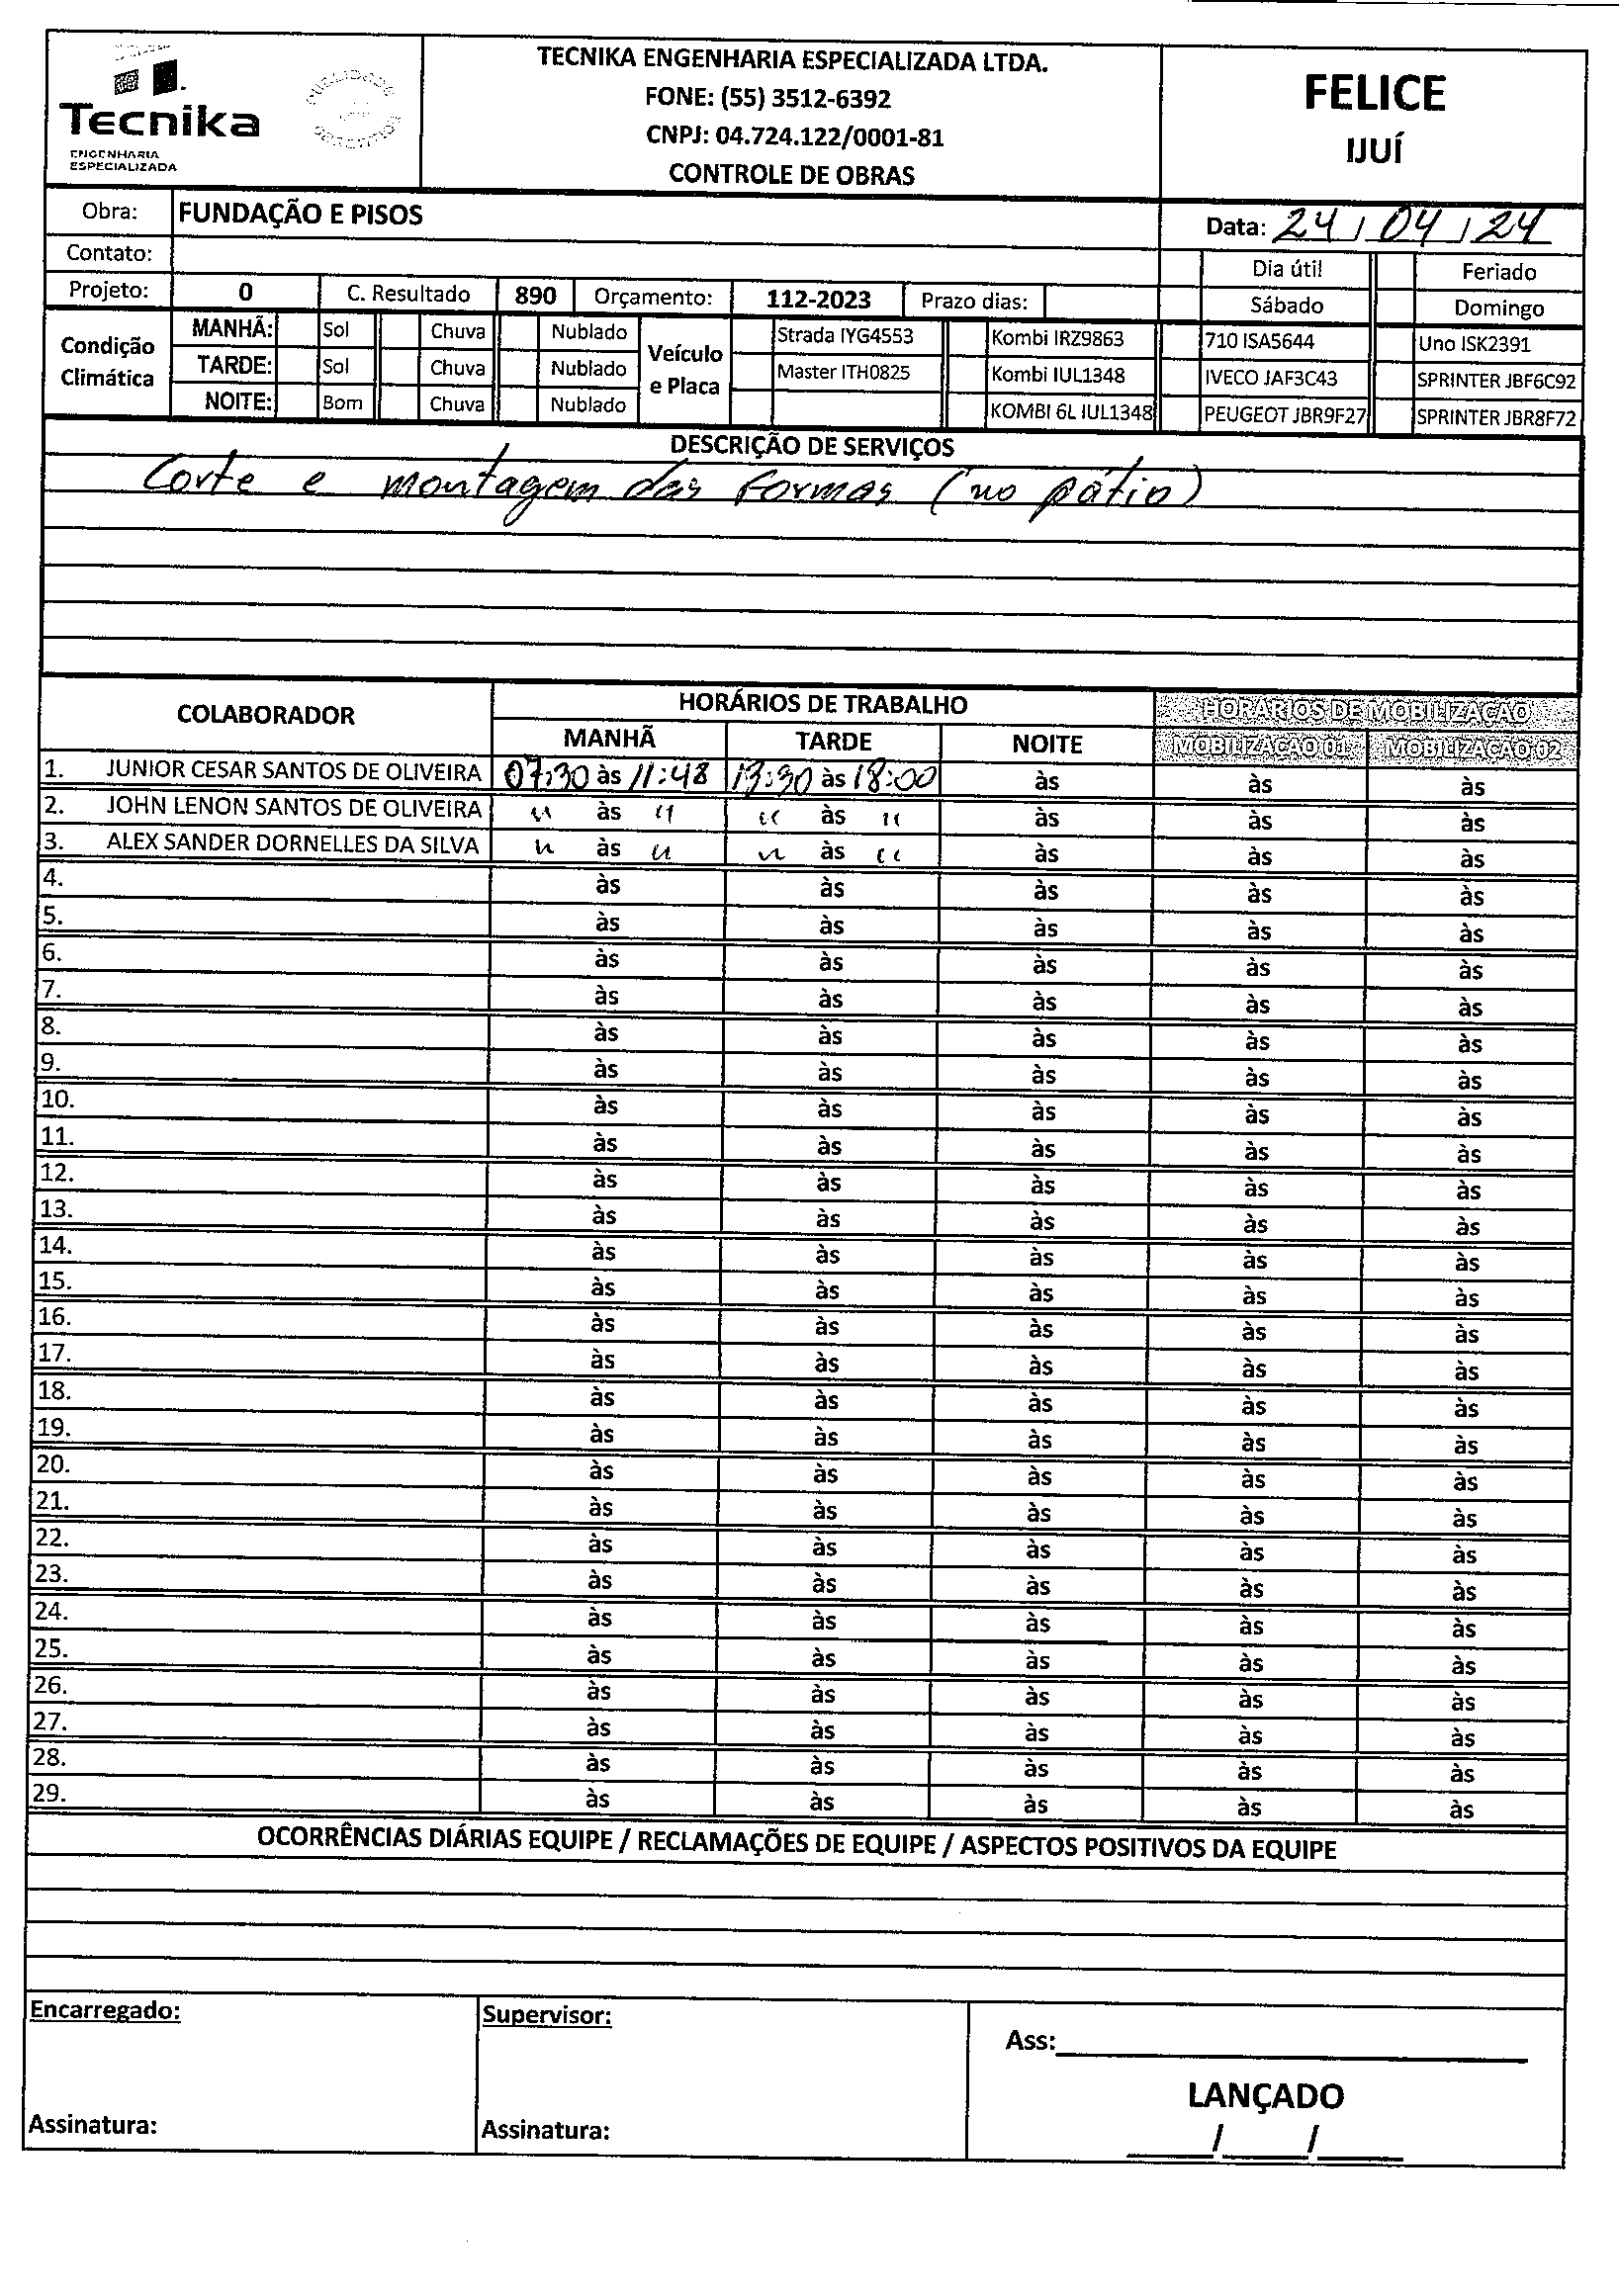 TECNIKA ENGENHARIA ESPECIALIZADA LTDA.
FONE: (55) 3512-6392
CNPJ: 04.724.122/0001-81
CONTROLE DE OBRAS
Tecnika
ENGENHARIA
ESPECIALIZADA
FELICE
IJUÍ
Obra: FUNDAÇÃO E PISOS
Data: 24/04/24
Contato:
Dia útil Feriado
Projeto: 0 C. Resultado 890 Orçamento: 112-2023 Prazo dias: Sábado Domingo
Condição Climática
MANHÃ: Sol Chuva Nublado
TARDE: Sol Chuva Nublado
NOITE: Bom Chuva Nublado
Veículo e Placa
Strada IYG4553 Kombi IRZ9863 710 ISA5644 Uno ISK2391
Master ITH0825 Kombi IUL1348 IVECO JAF3C43 SPRINTER JBF6C92
KOMBI 6L IUL1348 PEUGEOT JBR9F27 SPRINTER JBR8F72
DESCRIÇÃO DE SERVIÇOS
Corte e montagem das formas (no pátio)
COLABORADOR HORÁRIOS DE TRABALHO HORÁRIOS DE MOBILIZAÇÃO
MANHÃ TARDE NOITE MOBILIZAÇÃO 01 MOBILIZAÇÃO 02
1. JUNIOR CESAR SANTOS DE OLIVEIRA 07:30 às 11:48 13:30 às 18:00 às às às
2. JOHN LENON SANTOS DE OLIVEIRA " às " " às " às às às
3. ALEX SANDER DORNELLES DA SILVA " às " " às " às às às
4. às às às às às
5. às às às às às
6. às às às às às
7. às às às às às
8. às às às às às
9. às às às às às
10. às às às às às
11. às às às às às
12. às às às às às
13. às às às às às
14. às às às às às
15. às às às às às
16. às às às às às
17. às às às às às
18. às às às às às
19. às às às às às
20. às às às às às
21. às às às às às
22. às às às às às
23. às às às às às
24. às às às às às
25. às às às às às
26. às às às às às
27. às às às às às
28. às às às às às
29. às às às às às
OCORRÊNCIAS DIÁRIAS EQUIPE / RECLAMAÇÕES DE EQUIPE / ASPECTOS POSITIVOS DA EQUIPE
Encarregado: Supervisor:
Ass:
LANÇADO
Assinatura: Assinatura:
___/___/___